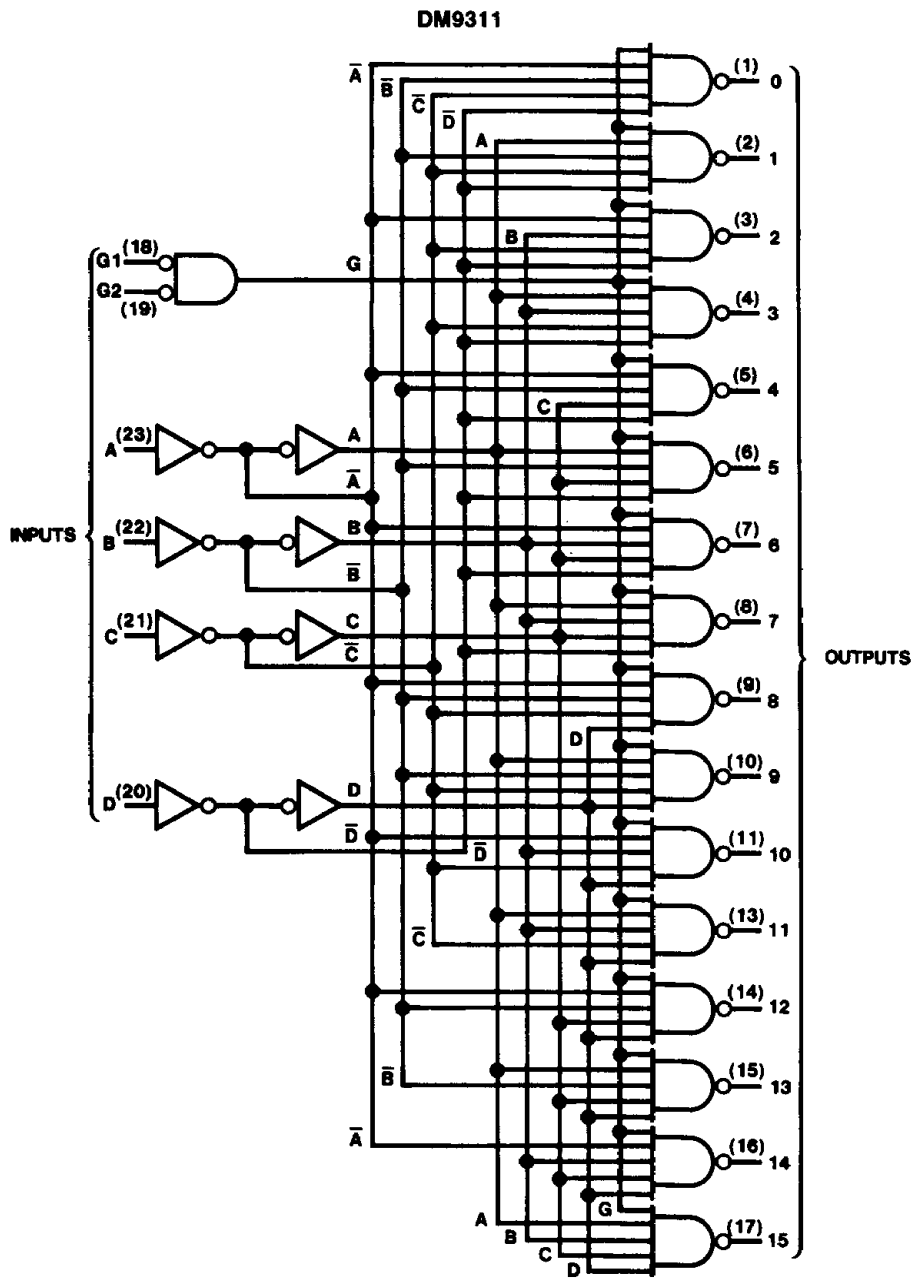 DM9311
A̅
(1)
0
B̅
C̅
D̅
A
(2)
1
(3)
2
B
G1
(18)
G
G2
(19)
(4)
3
(5)
4
C
A
(23)
A
(6)
5
A̅
INPUTS
B
(22)
B
(7)
6
B̅
C
(21)
C
(8)
7
C̅
OUTPUTS
(9)
8
D
D
(20)
D
(10)
9
D̅
D̅
(11)
10
C̅
(13)
11
(14)
12
B̅
(15)
13
A̅
(16)
14
G
A
(17)
15
B
C
D